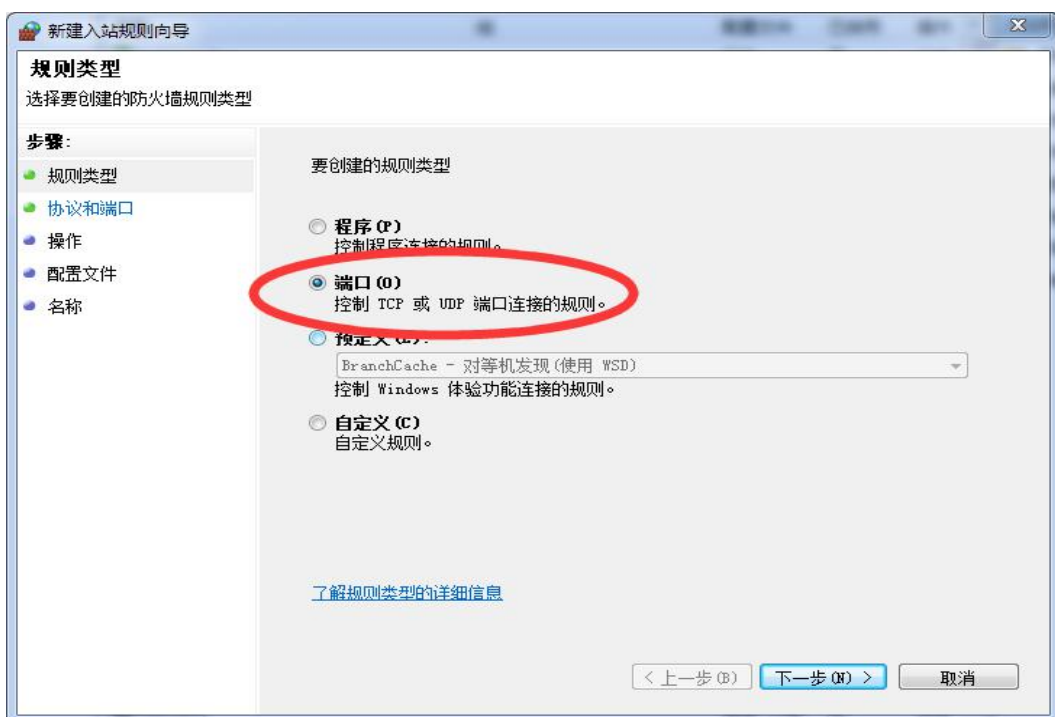 新建入站规则向导
规则类型
选择要创建的防火墙规则类型
步骤:
规则类型
协议和端口
操作
配置文件
名称
要创建的规则类型
程序(P)
控制程序连接的规则。
端口(O)
控制 TCP 或 UDP 端口连接的规则。
预定义(E):
BranchCache - 对等机发现(使用 WSD)
控制 Windows 体验功能连接的规则。
自定义(C)
自定义规则。
了解规则类型的详细信息
< 上一步(B)
下一步(N) >
取消